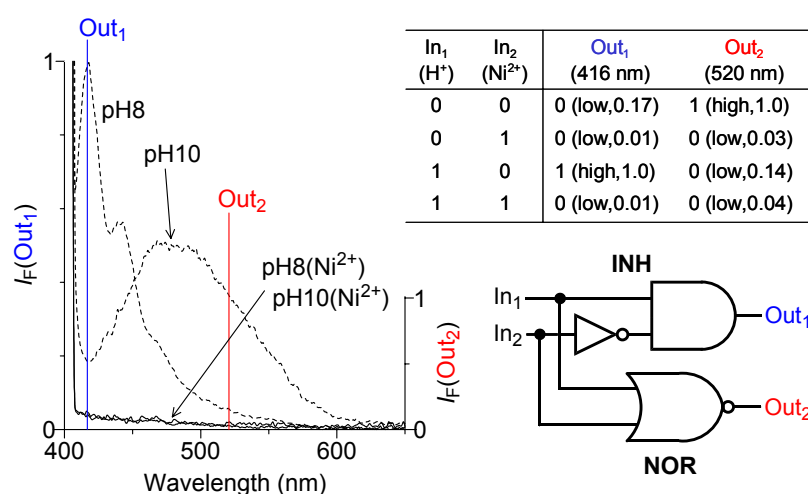 Out1
pH8
pH10
Out2
pH8(Ni2+)
pH10(Ni2+)
1
0
IF(Out1)
1
0
IF(Out2)
400 500 600
Wavelength (nm)
In1 In2 Out1 Out2
(H+) (Ni2+) (416 nm) (520 nm)
0 0 0 (low,0.17) 1 (high,1.0)
0 1 0 (low,0.01) 0 (low,0.03)
1 0 1 (high,1.0) 0 (low,0.14)
1 1 0 (low,0.01) 0 (low,0.04)
INH
In1
In2
Out1
Out2
NOR